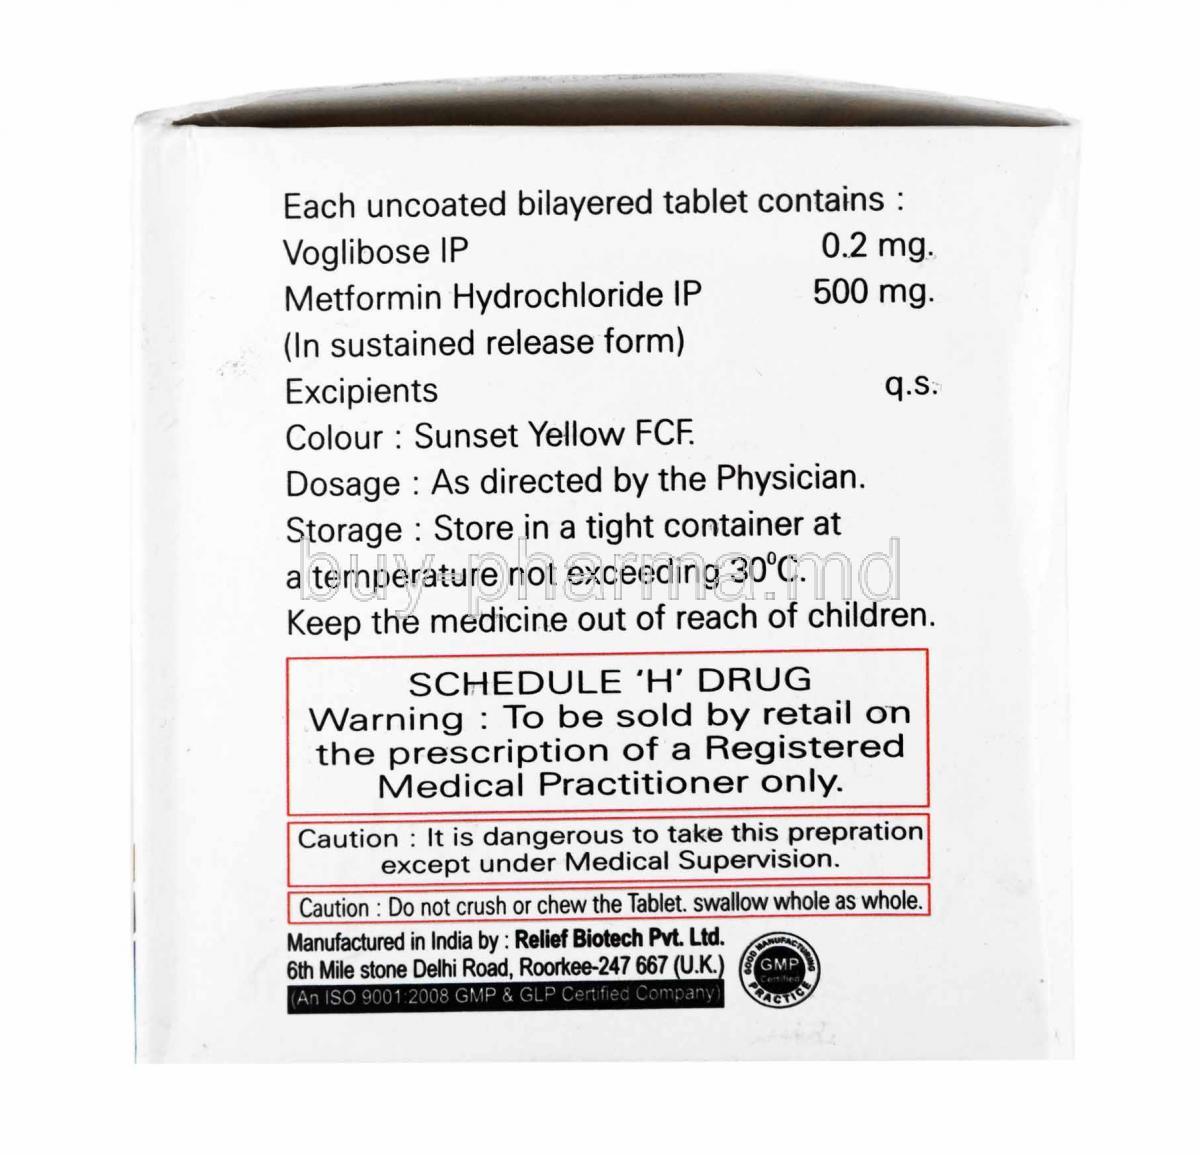 Each uncoated bilayered tablet contains :
Voglibose IP 0.2 mg.
Metformin Hydrochloride IP 500 mg.
(In sustained release form)
Excipients q.s.
Colour : Sunset Yellow FCF.
Dosage : As directed by the Physician.
Storage : Store in a tight container at
a temperature not exceeding 30⁰C.
buy-pharma.md
Keep the medicine out of reach of children.
SCHEDULE 'H' DRUG
Warning : To be sold by retail on
the prescription of a Registered
Medical Practitioner only.
Caution : It is dangerous to take this prepration
except under Medical Supervision.
Caution : Do not crush or chew the Tablet. swallow whole as whole.
Manufactured in India by : Relief Biotech Pvt. Ltd.
6th Mile stone Delhi Road, Roorkee-247 667 (U.K.)
(An ISO 9001:2008 GMP & GLP Certified Company)
GOOD MANUFACTURING
GMP
Certified
PRACTICE